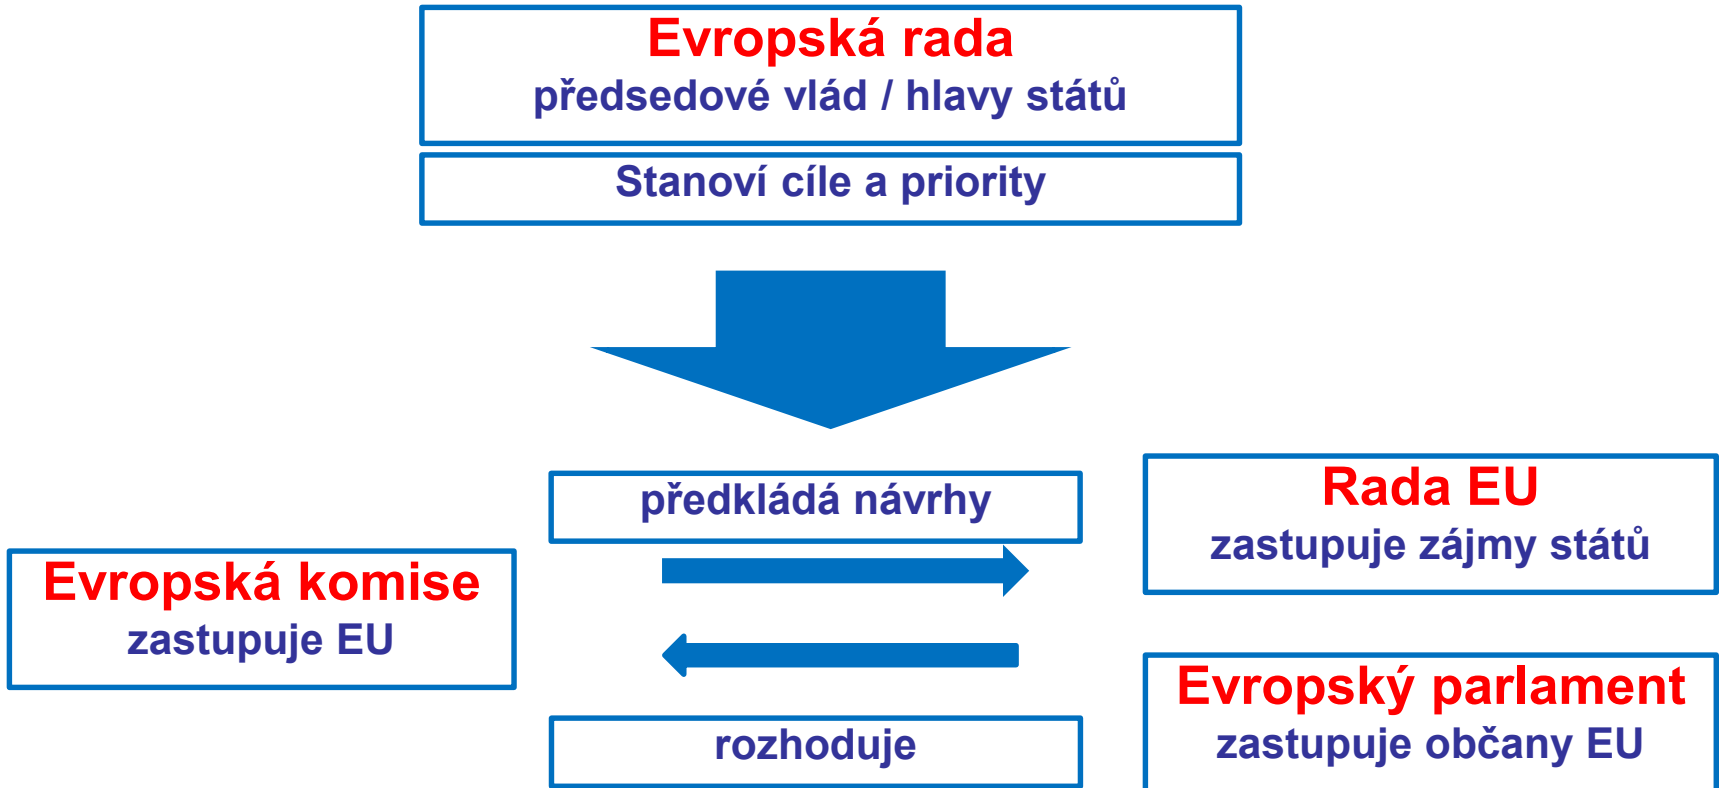 Evropská rada
předsedové vlád / hlavy států
Stanoví cíle a priority
předkládá návrhy
Rada EU
zastupuje zájmy států
Evropská komise
zastupuje EU
Evropský parlament
zastupuje občany EU
rozhoduje